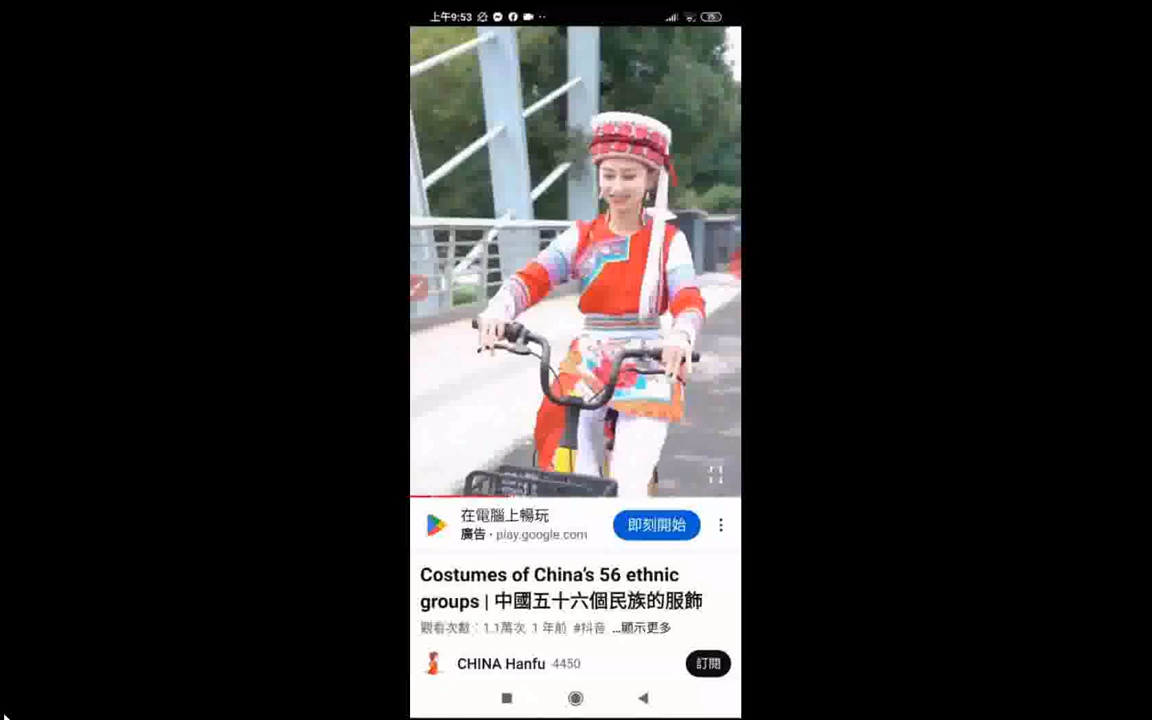 上午9:53
在電腦上暢玩
廣告 · play.google.com
即刻開始
Costumes of China's 56 ethnic
groups | 中國五十六個民族的服飾
觀看次數：1.1萬次 1 年前 #抖音 ...顯示更多
CHINA Hanfu 4450
訂閱